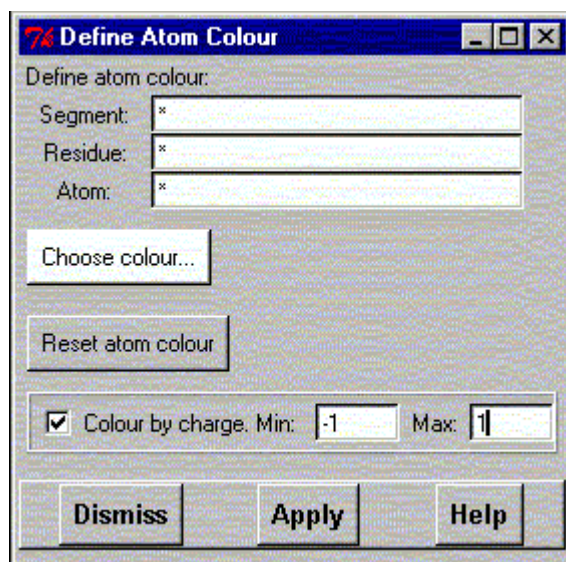 7% Define Atom Colour
Define atom colour:
Segment: *
Residue: *
Atom: *
Choose colour...
Reset atom colour
Colour by charge. Min: -1 Max: 1
Dismiss Apply Help